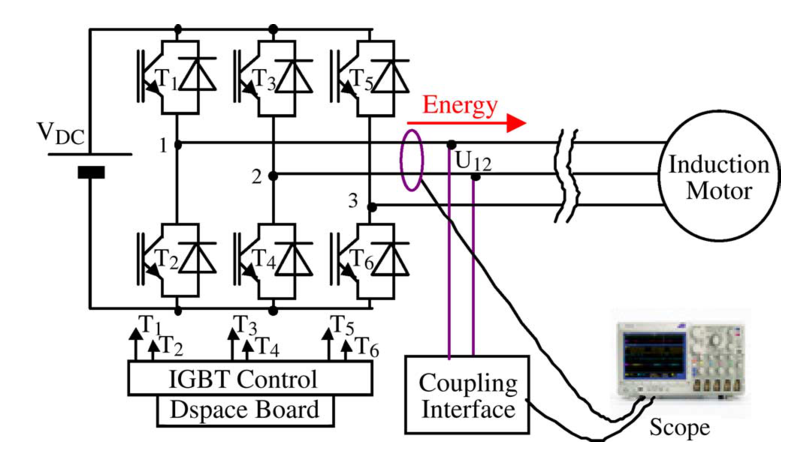 T1
T3
T5
Energy
VDC
1
U12
2
Induction
Motor
3
T2
T4
T6
T1
T2
T3
T4
T5
T6
IGBT Control
Dspace Board
Coupling
Interface
Scope